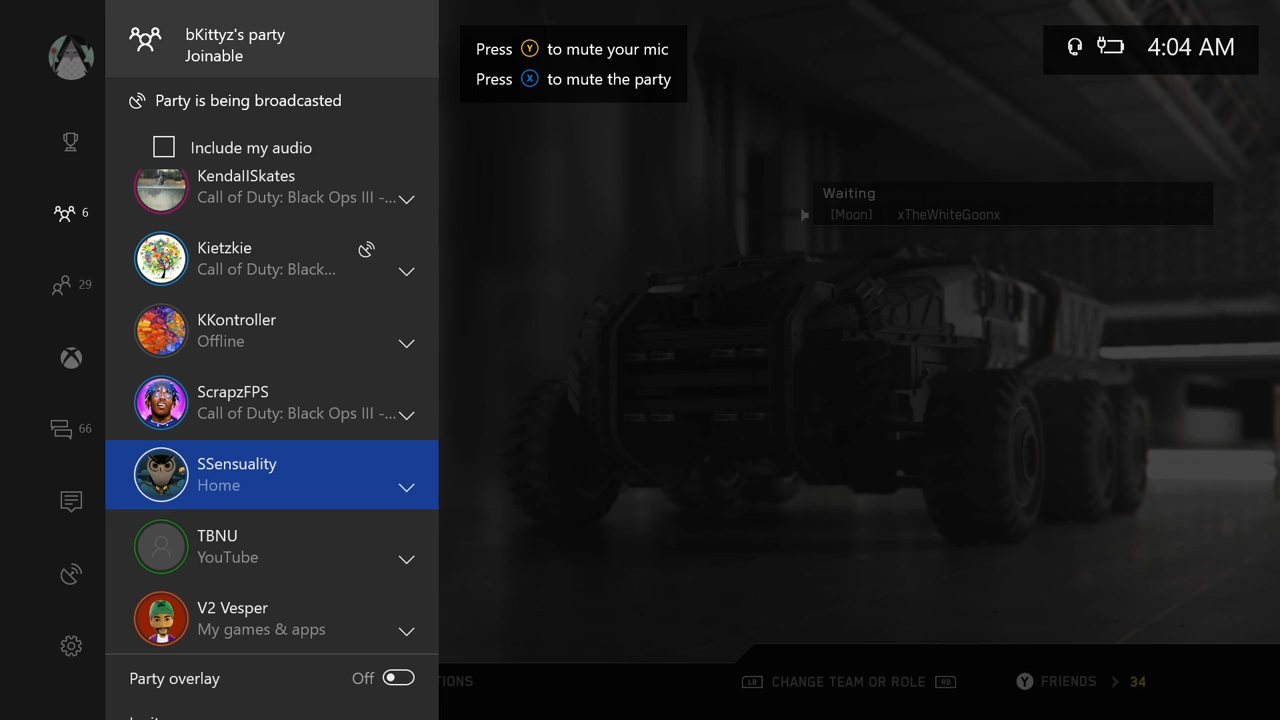 bKittyz's party
Joinable
Party is being broadcasted
Include my audio
KendallSkates
Call of Duty: Black Ops III -...
Kietzkie
Call of Duty: Black...
KKontroller
Offline
ScrapzFPS
Call of Duty: Black Ops III -...
SSensuality
Home
TBNU
YouTube
V2 Vesper
My games & apps
Party overlay Off
6
29
66
Press Y to mute your mic
Press X to mute the party
4:04 AM
Waiting
[Moon] xTheWhiteGoonx
TIONS
LB CHANGE TEAM OR ROLE RB
Y FRIENDS > 34